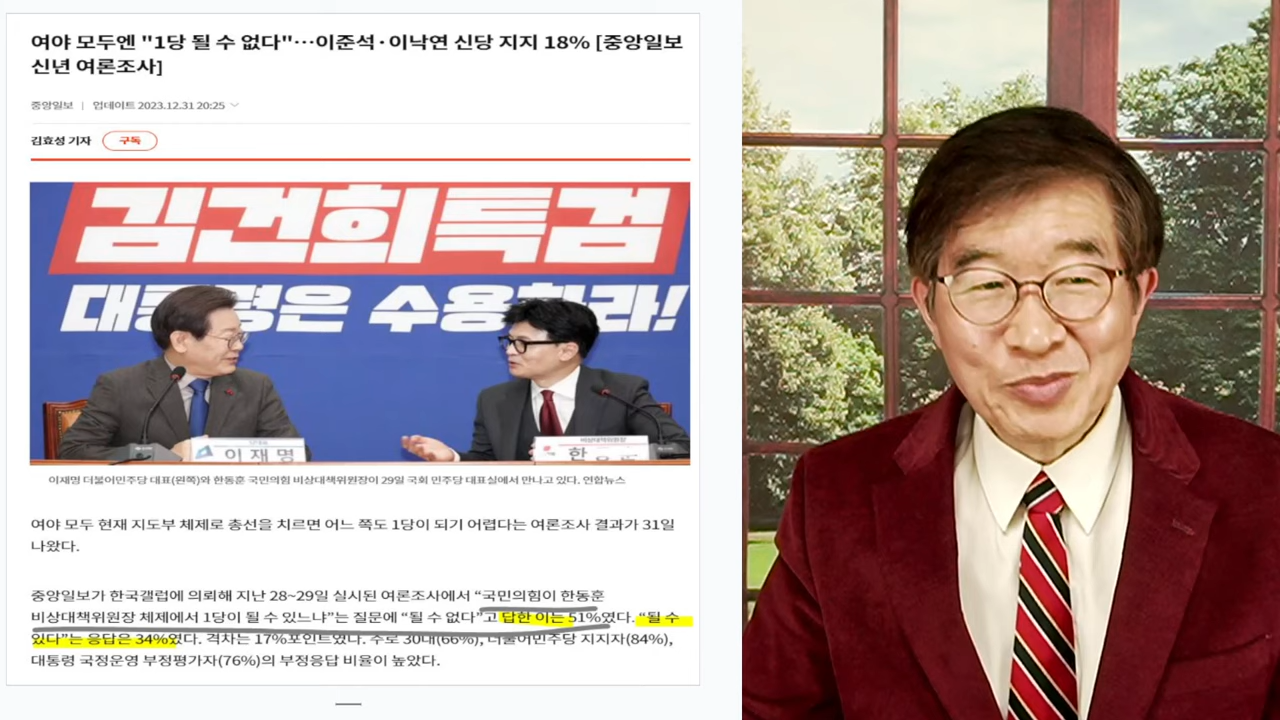 여야 모두엔 "1당 될 수 없다"…이준석·이낙연 신당 지지 18% [중앙일보
신년 여론조사]
중앙일보 | 업데이트 2023.12.31 20:25
김효성 기자 구독
김건희특검
대통령은 수용하라!
이재명
비상대책위원장
한
이재명 더불어민주당 대표(왼쪽)와 한동훈 국민의힘 비상대책위원장이 29일 국회 민주당 대표실에서 만나고 있다. 연합뉴스
여야 모두 현재 지도부 체제로 총선을 치르면 어느 쪽도 1당이 되기 어렵다는 여론조사 결과가 31일
나왔다.
중앙일보가 한국갤럽에 의뢰해 지난 28~29일 실시된 여론조사에서 “국민의힘이 한동훈
비상대책위원장 체제에서 1당이 될 수 있느냐”는 질문에 “될 수 없다”고 답한 이는 51%였다. “될 수
있다”는 응답은 34%였다. 격차는 17%포인트였다. 주로 30대(66%), 더불어민주당 지지자(84%),
대통령 국정운영 부정평가자(76%)의 부정응답 비율이 높았다.